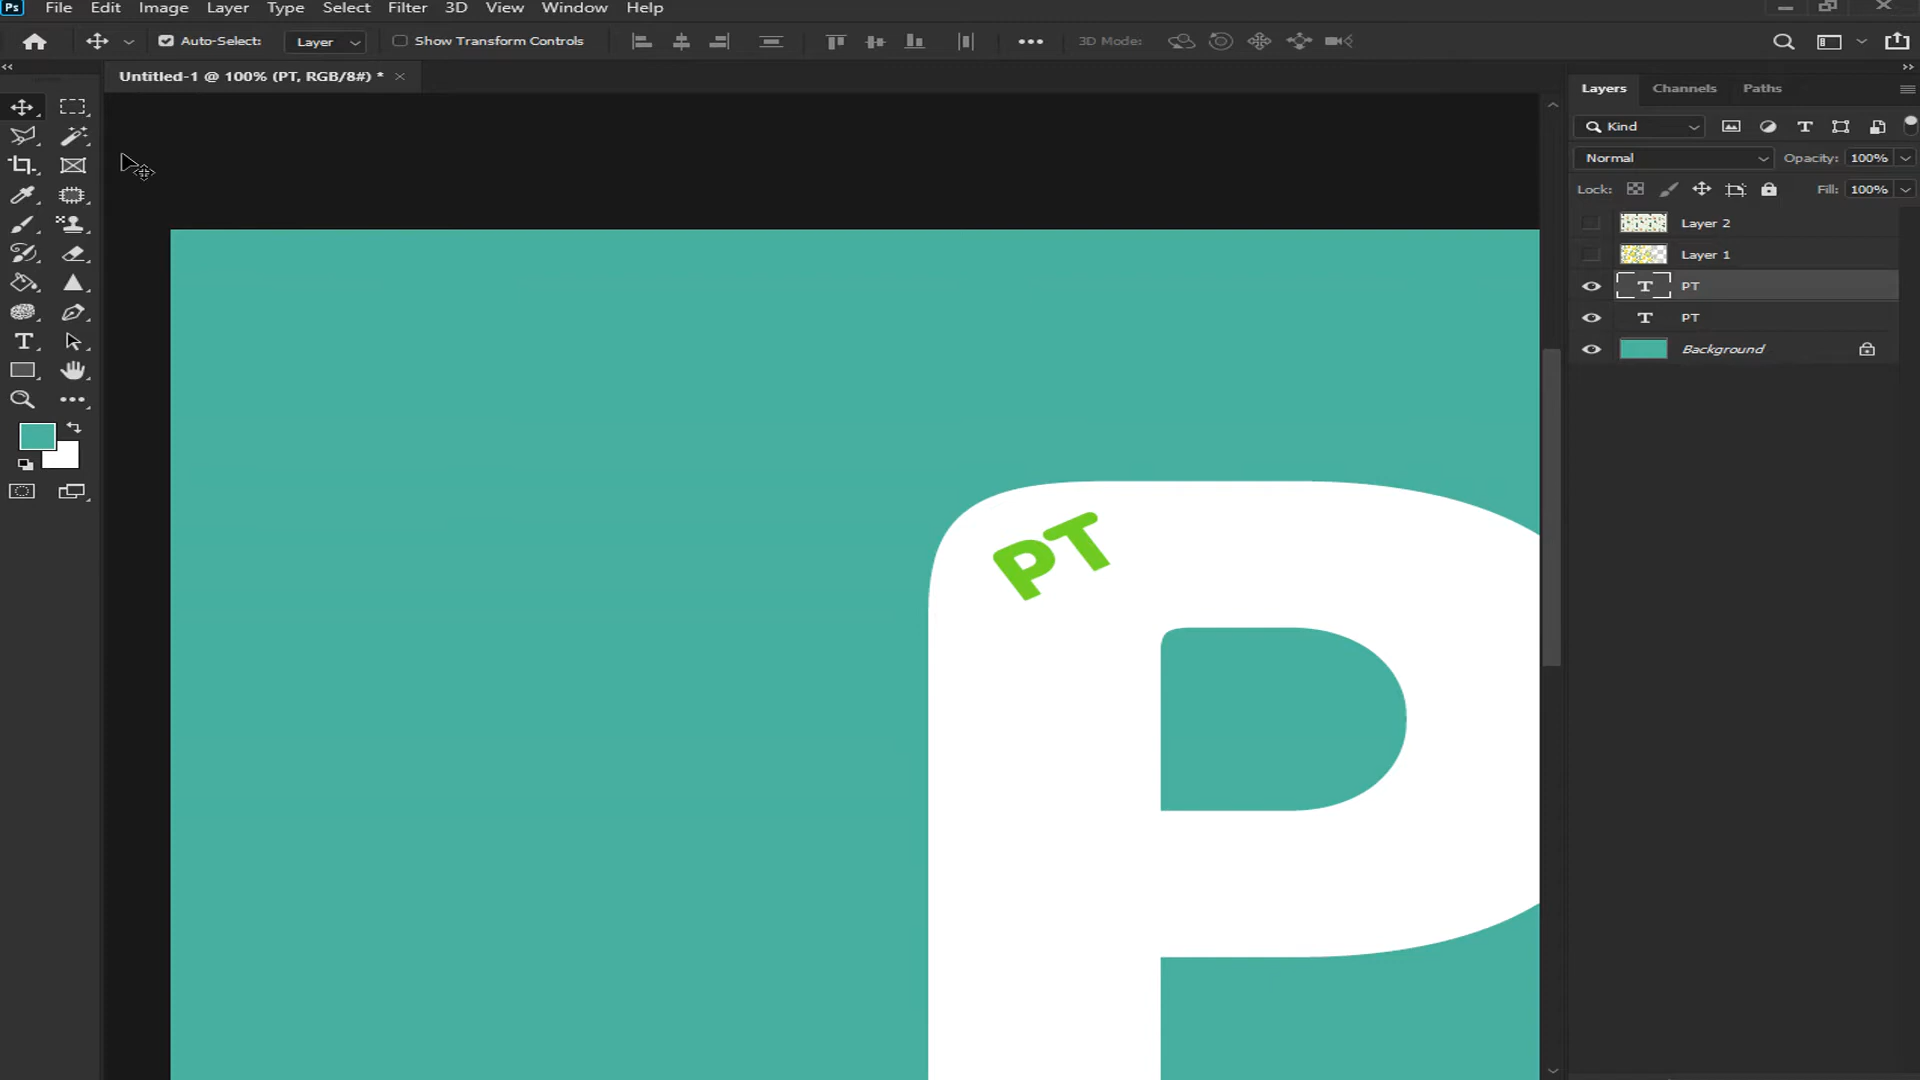 Ps File Edit Image Layer Type Select Filter 3D View Window Help
Auto-Select: Layer Show Transform Controls 3D Mode:
Untitled-1 @ 100% (PT, RGB/8#) *
Layers Channels Paths
Kind
Normal Opacity: 100%
Lock: Fill: 100%
Layer 2
Layer 1
T PT
T PT
Background
PT
P